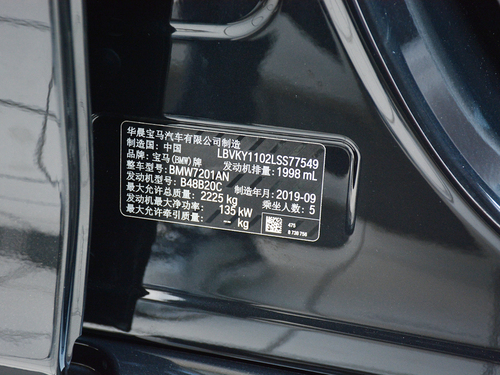 华晨宝马汽车有限公司制造
制造国：中国 LBVKY1102LSS77549
品牌：宝马(BMW)牌 发动机排量：1998 mL
整车型号：BMW7201AN
发动机型号：B48B20C 制造年月：2019-09
最大允许总质量： 2225 kg 乘坐人数：5
发动机最大净功率： 135 kW
最大允许牵引质量： – kg
475